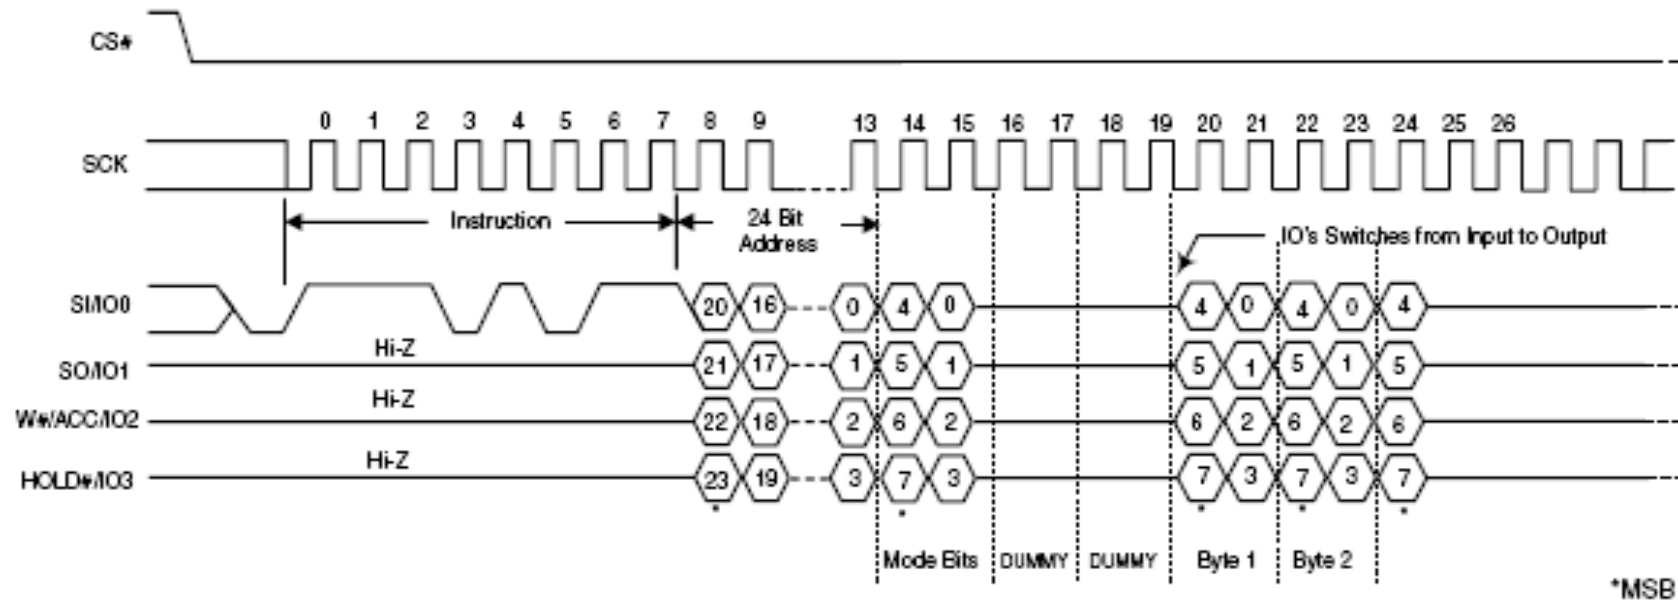 CS#
0 1 2 3 4 5 6 7 8 9 13 14 15 16 17 18 19 20 21 22 23 24 25 26
SCK
Instruction
24 Bit
Address
IO's Switches from Input to Output
SI/IO0
20 16 0 4 0 4 0 4 0 4
Hi-Z
SO/IO1
21 17 1 5 1 5 1 5 1 5
Hi-Z
W#/ACC/IO2
22 18 2 6 2 6 2 6 2 6
Hi-Z
HOLD#/IO3
23 19 3 7 3 7 3 7 3 7
* * * * *
Mode Bits DUMMY DUMMY Byte 1 Byte 2
*MSB